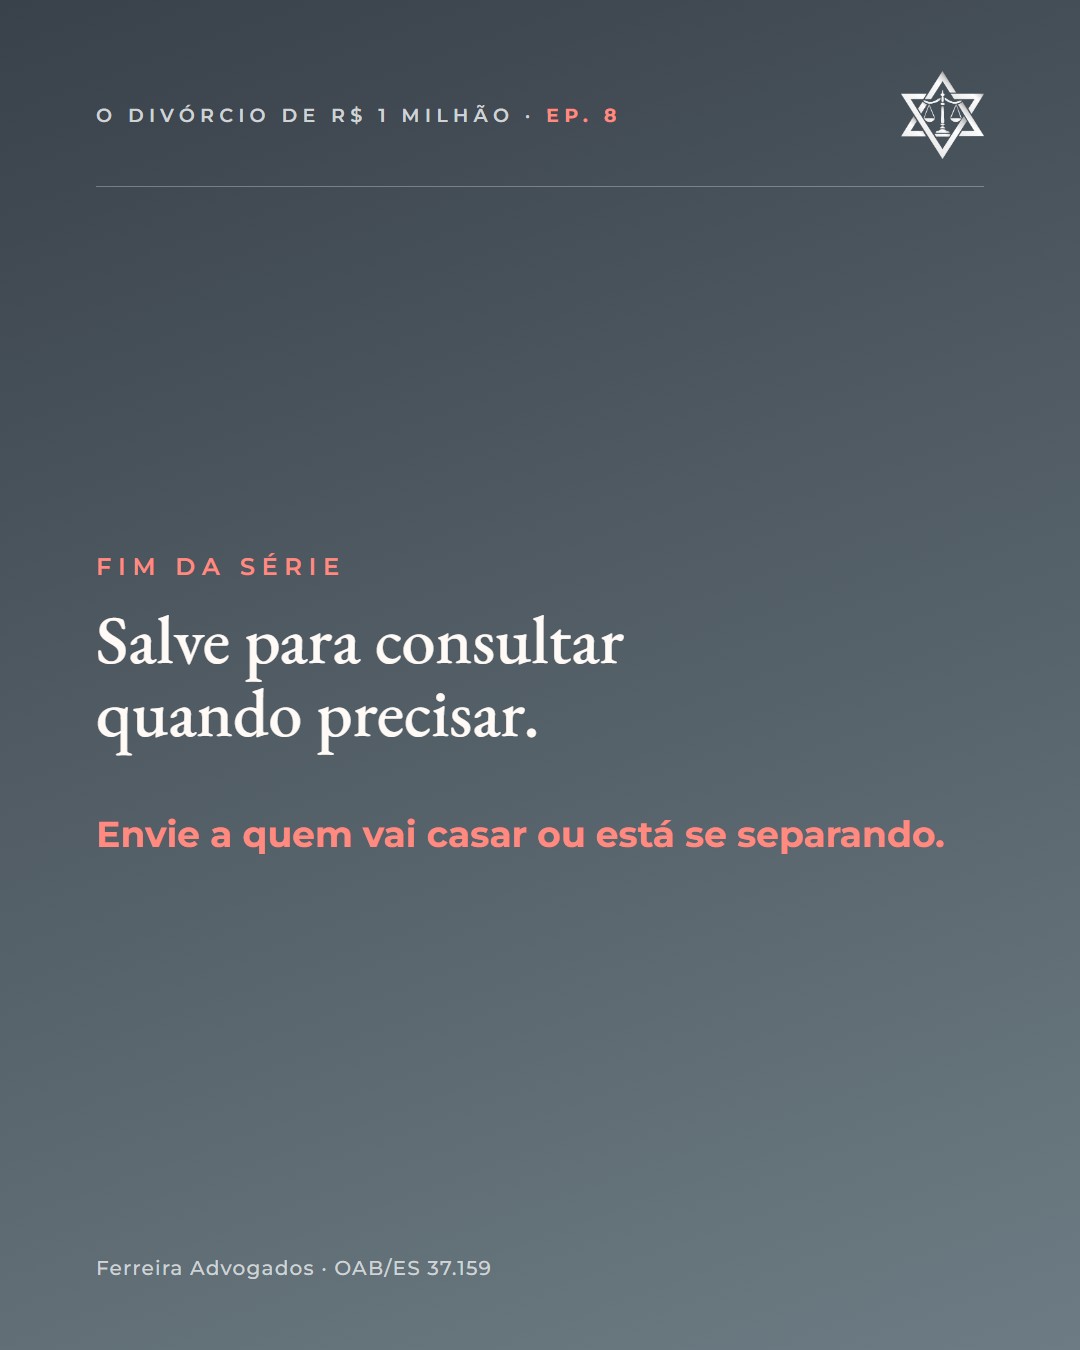 O DIVÓRCIO DE R$ 1 MILHÃO · EP. 8
FIM DA SÉRIE
Salve para consultar
quando precisar.
Envie a quem vai casar ou está se separando.
Ferreira Advogados · OAB/ES 37.159